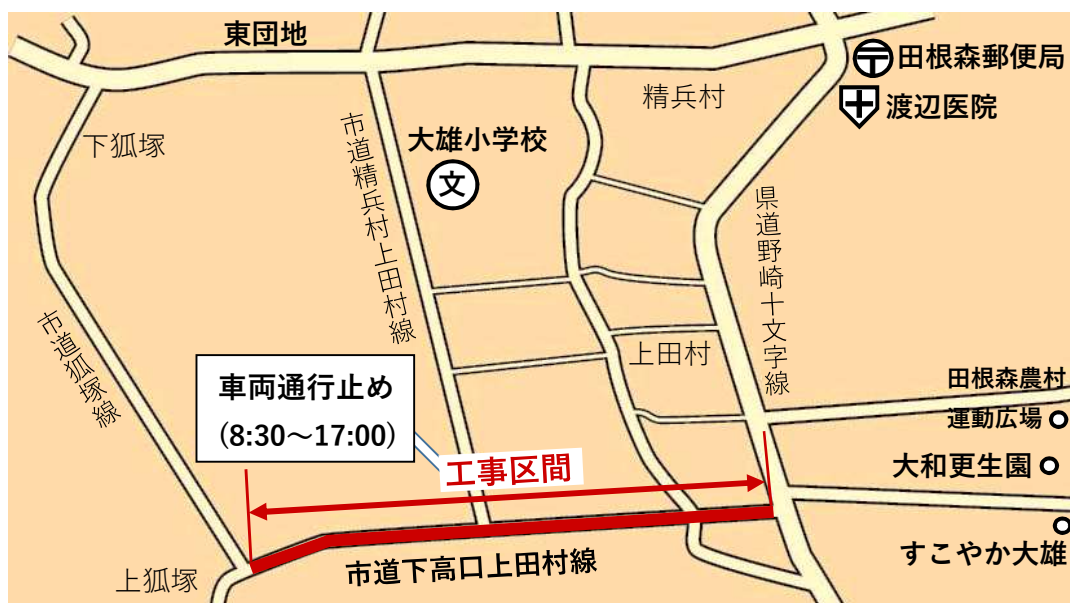 東団地
田根森郵便局
精兵村
渡辺医院
下狐塚
市道精兵村上田村線
大雄小学校
文
県道野崎十文字線
市道狐塚線
上田村
車両通行止め
(8:30～17:00)
田根森農村
運動広場
工事区間
大和更生園
すこやか大雄
市道下高口上田村線
上狐塚